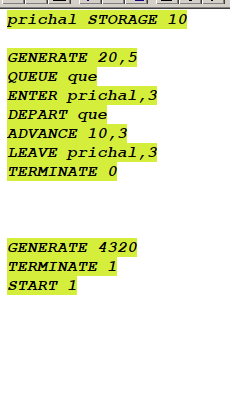 prichal STORAGE 10
GENERATE 20,5
QUEUE que
ENTER prichal,3
DEPART que
ADVANCE 10,3
LEAVE prichal,3
TERMINATE 0
GENERATE 4320
TERMINATE 1
START 1